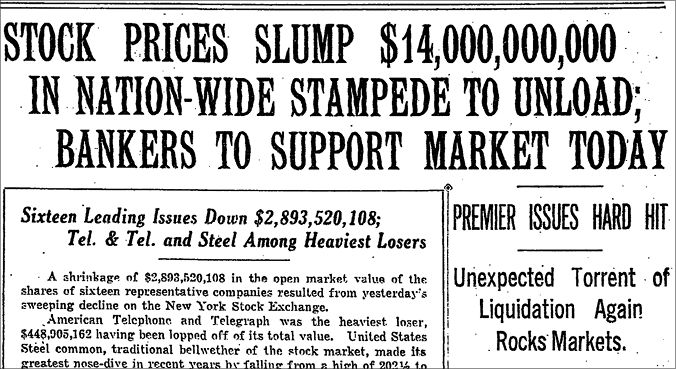 STOCK PRICES SLUMP $14,000,000,000
IN NATION-WIDE STAMPEDE TO UNLOAD;
BANKERS TO SUPPORT MARKET TODAY
Sixteen Leading Issues Down $2,893,520,108;
Tel. & Tel. and Steel Among Heaviest Losers
A shrinkage of $2,893,520,108 in the open market value of the
shares of sixteen representative companies resulted from yesterday's
sweeping decline on the New York Stock Exchange.
American Telephone and Telegraph was the heaviest loser,
$448,905,162 having been lopped off of its total value. United States
Steel common, traditional bellwether of the stock market, made its
greatest nose-dive in recent years by falling from a high of 202¼ to
PREMIER ISSUES HARD HIT
Unexpected Torrent of
Liquidation Again
Rocks Markets.